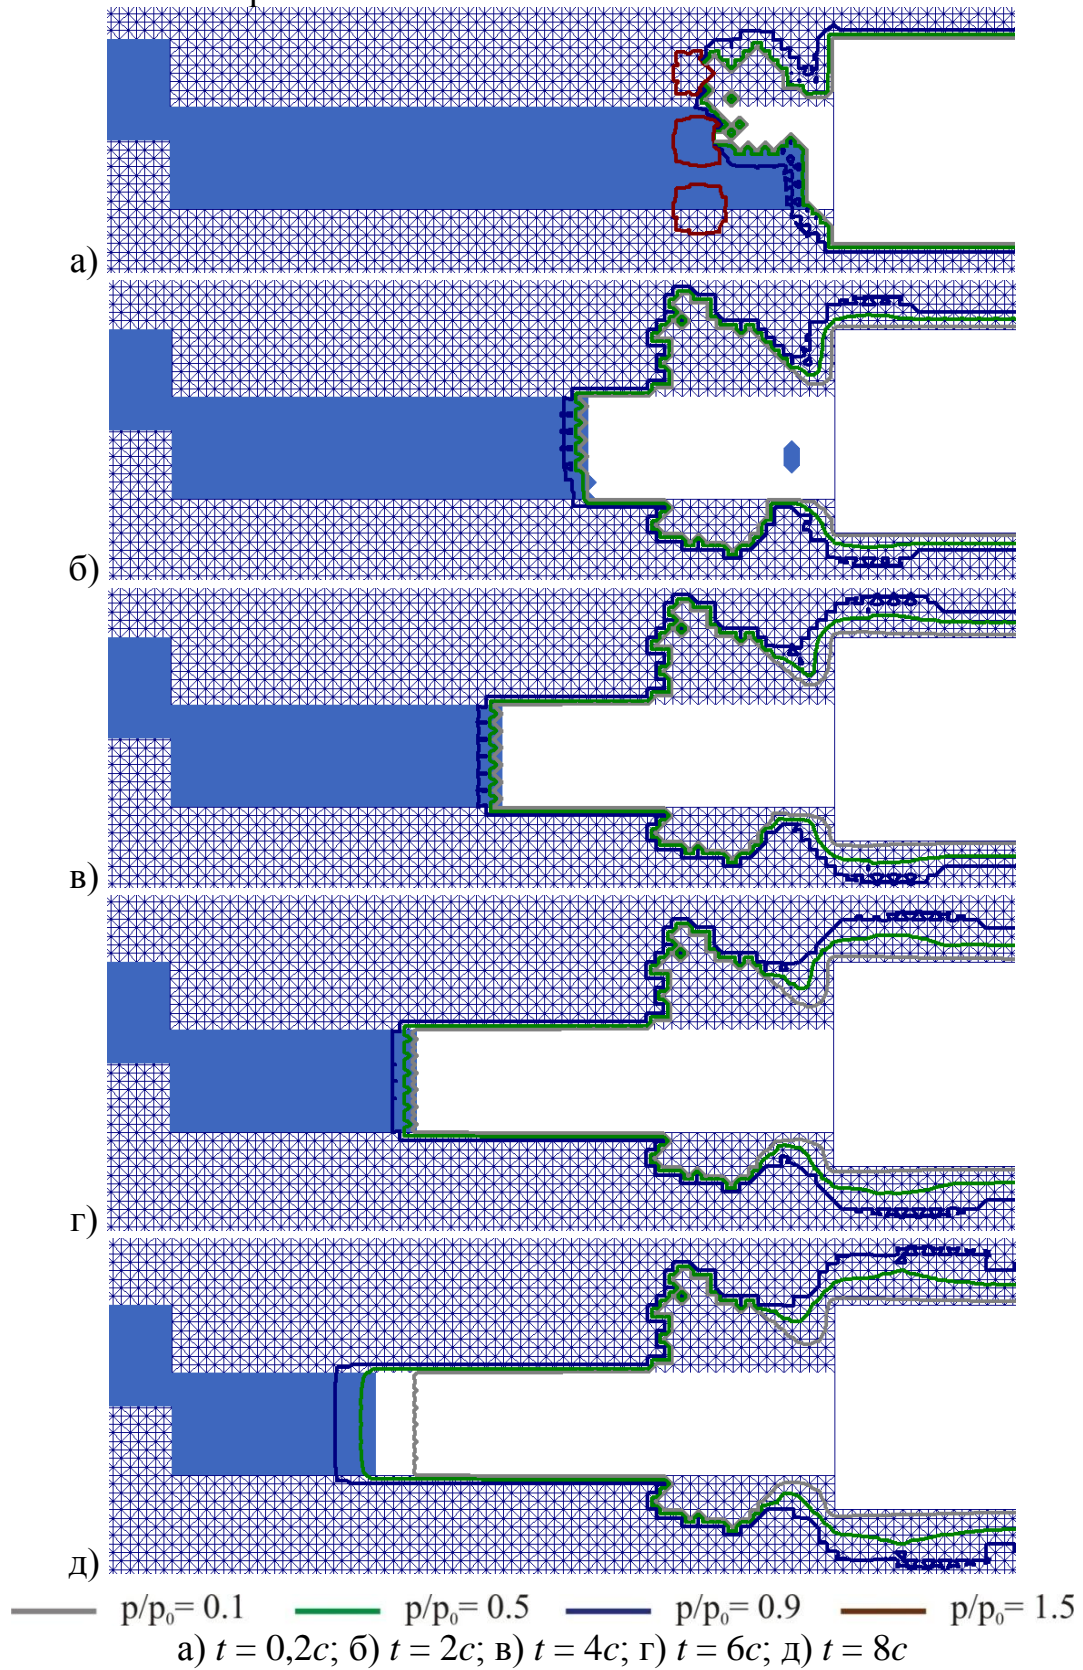 а)
б)
в)
г)
д)
p/p₀= 0.1 p/p₀= 0.5 p/p₀= 0.9 p/p₀= 1.5
а) t = 0,2c; б) t = 2c; в) t = 4c; г) t = 6c; д) t = 8c